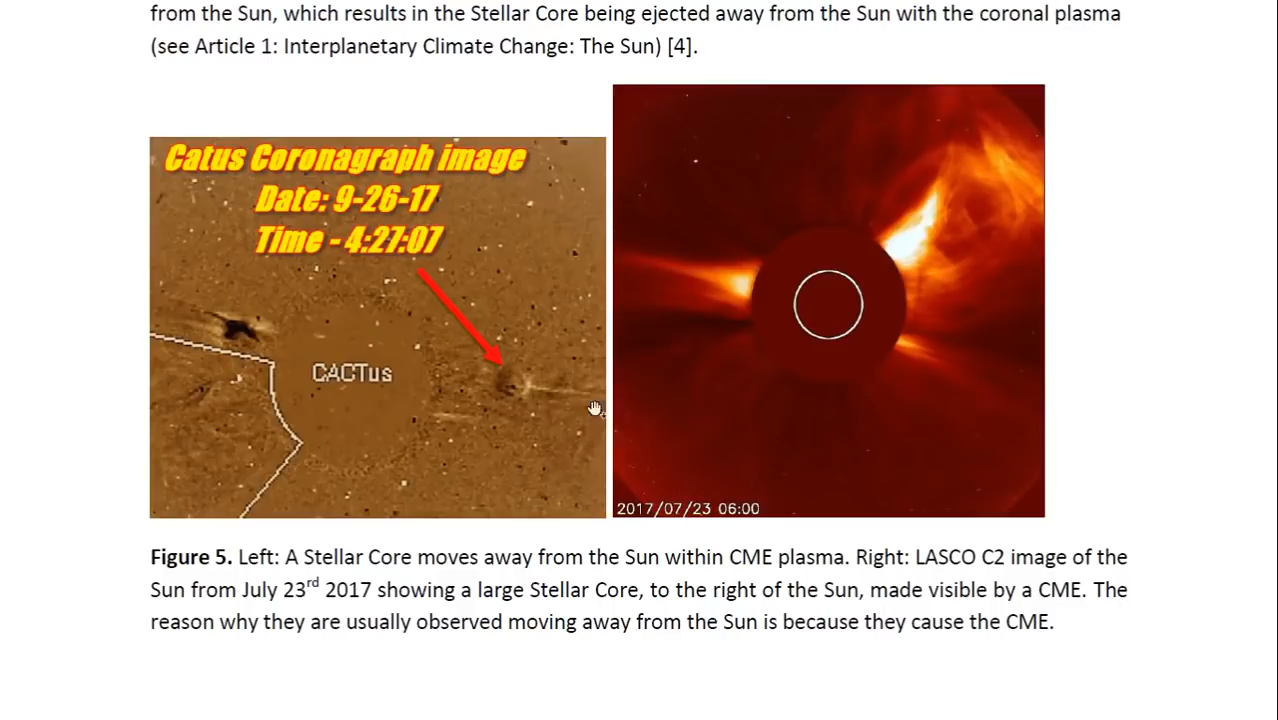 from the Sun, which results in the Stellar Core being ejected away from the Sun with the coronal plasma
(see Article 1: Interplanetary Climate Change: The Sun) [4].
Catus Coronagraph image
Date: 9-26-17
Time - 4:27:07
CACTus
2017/07/23 06:00
Figure 5. Left: A Stellar Core moves away from the Sun within CME plasma. Right: LASCO C2 image of the
Sun from July 23rd 2017 showing a large Stellar Core, to the right of the Sun, made visible by a CME. The
reason why they are usually observed moving away from the Sun is because they cause the CME.